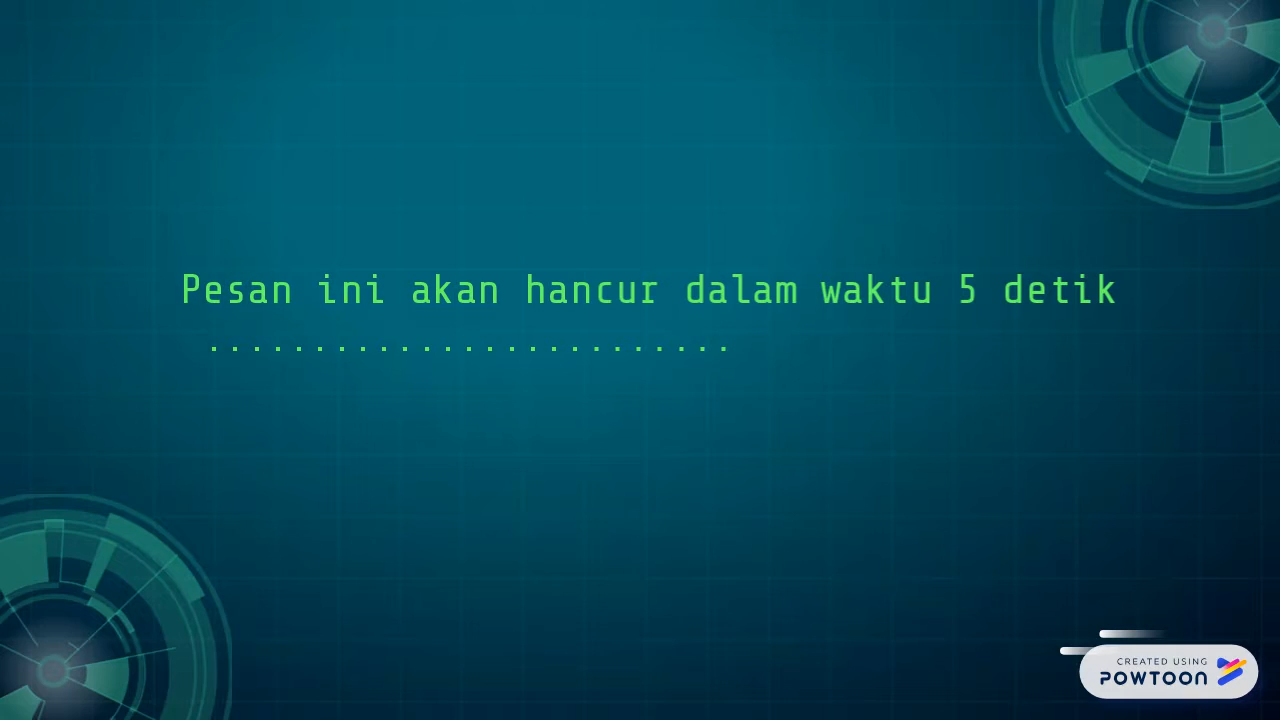 Pesan ini akan hancur dalam waktu 5 detik
.........................
CREATED USING
POWTOON